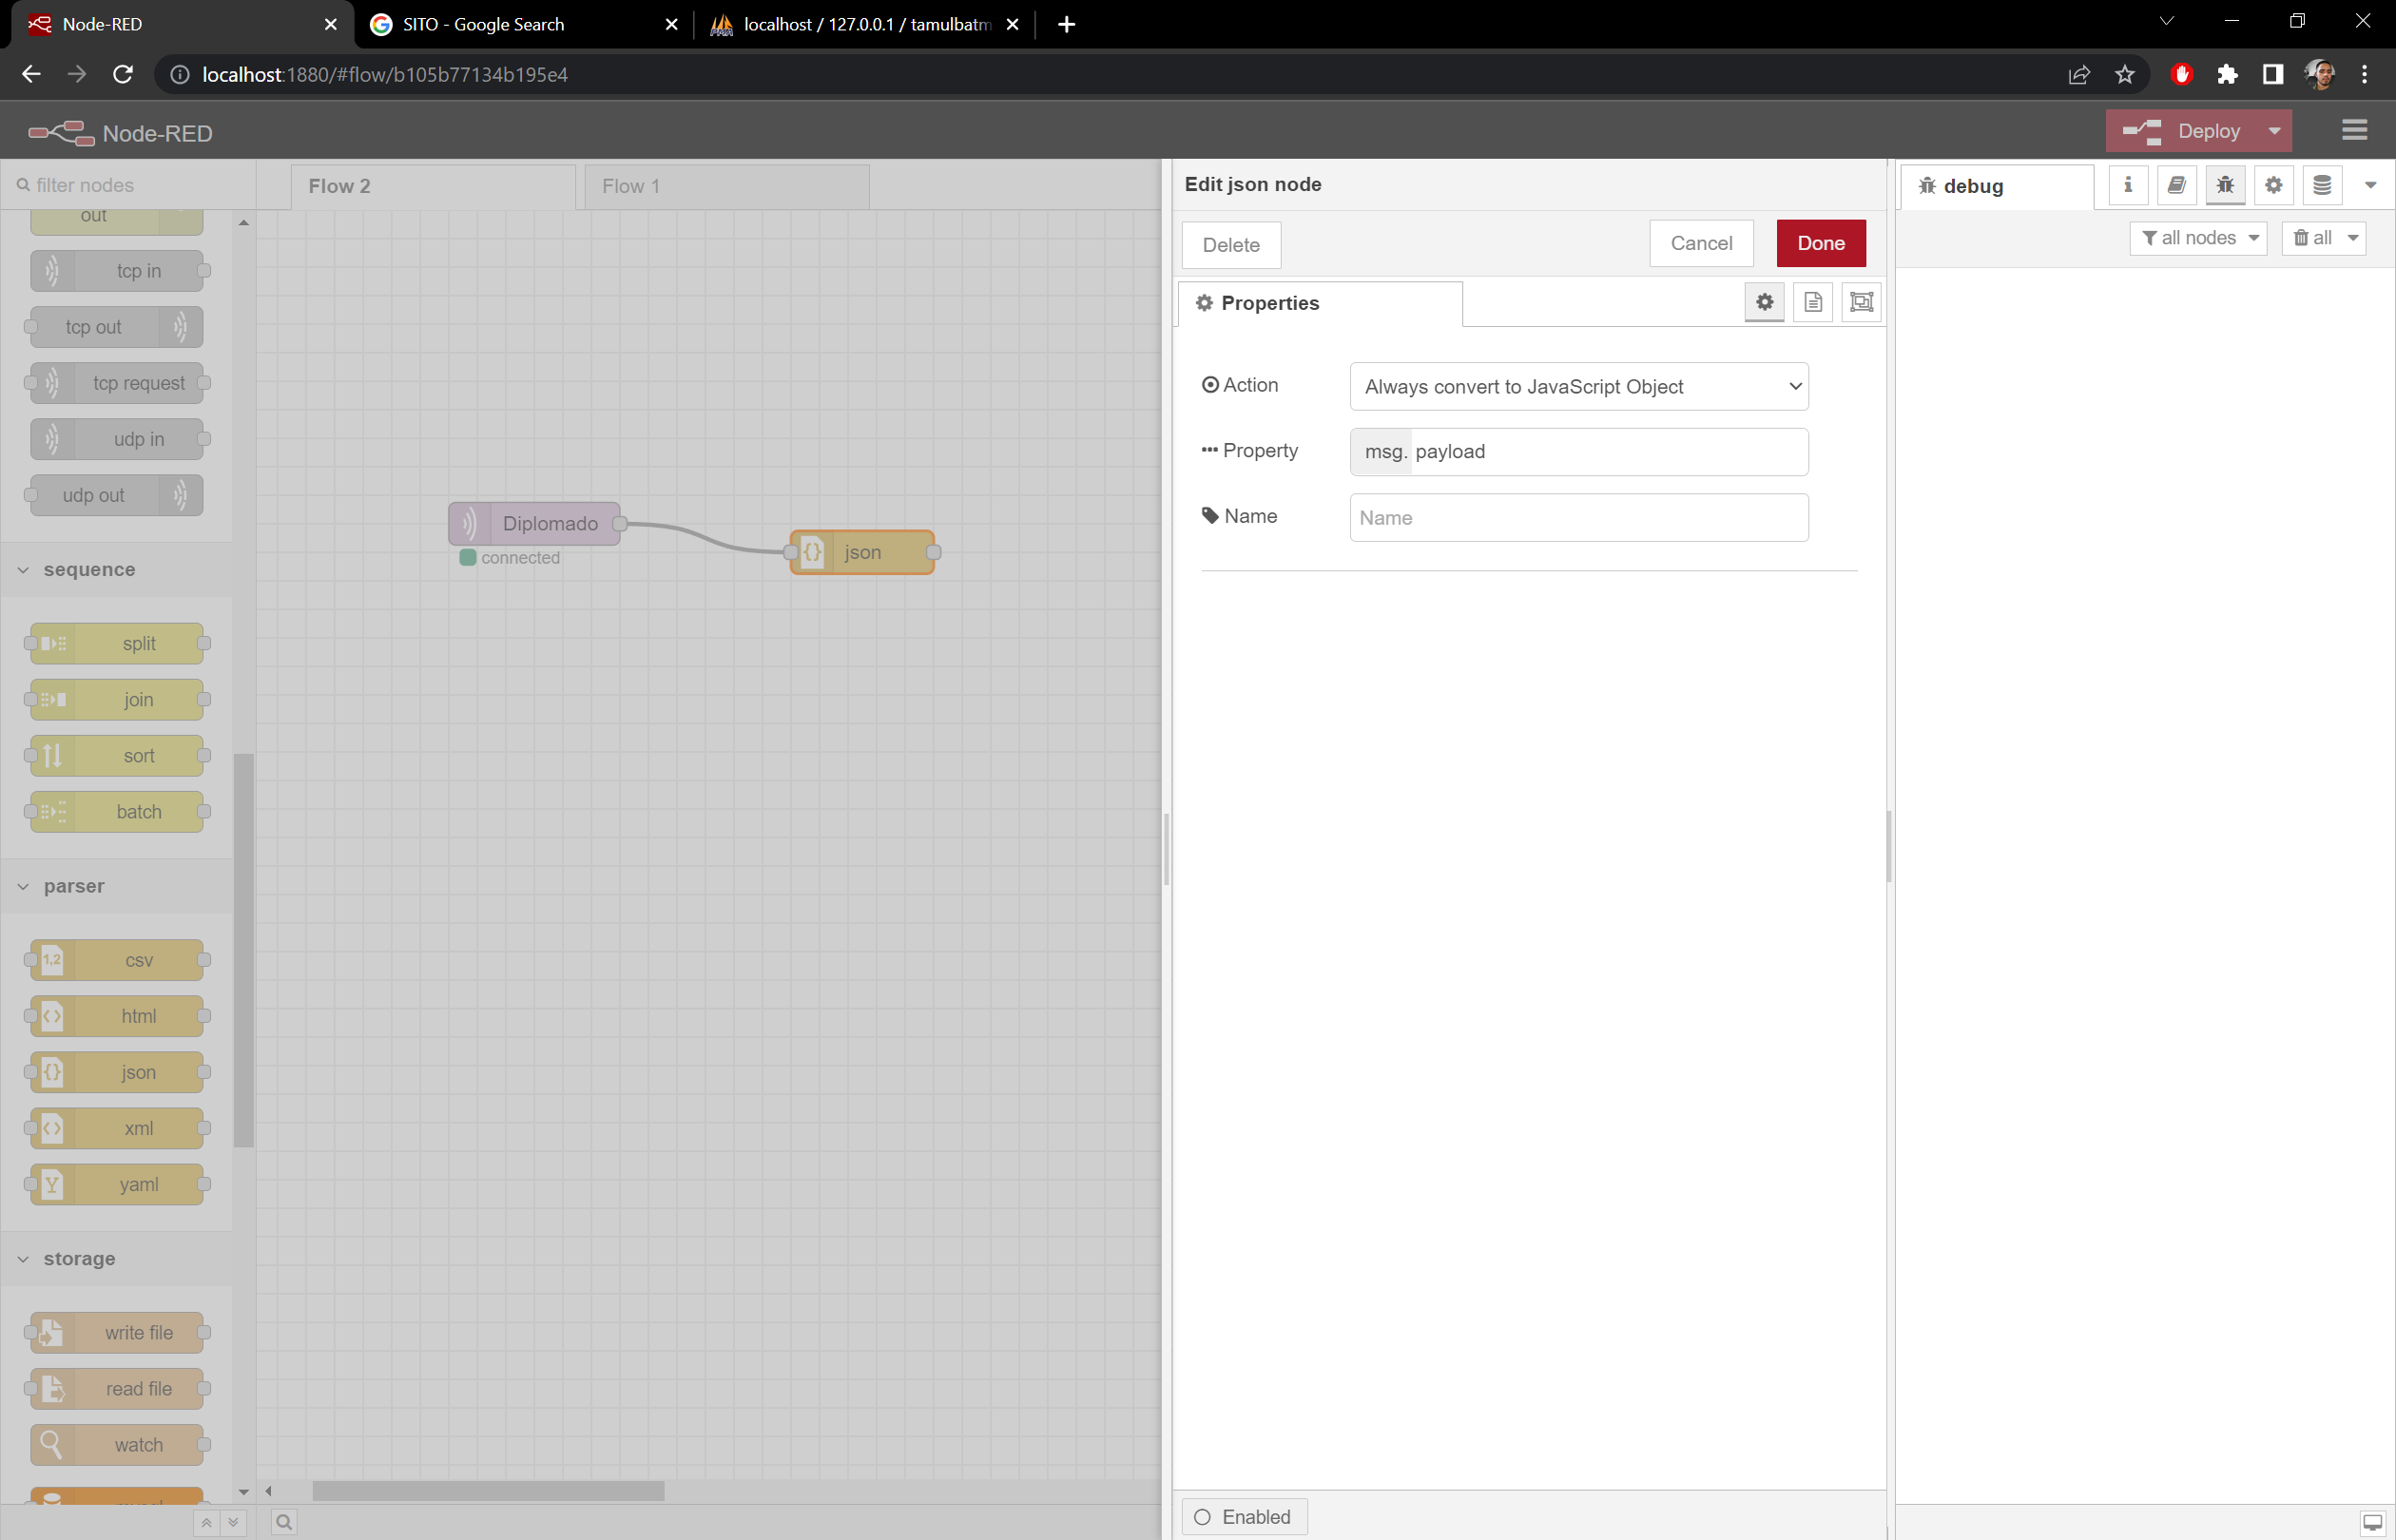 Node-RED
SITO - Google Search
localhost / 127.0.0.1 / tamulbatm
localhost:1880/#flow/b105b77134b195e4
Node-RED
Deploy
filter nodes
Flow 2
Flow 1
Edit json node
debug
out
Delete
Cancel
Done
all nodes
all
tcp in
Properties
tcp out
tcp request
Action
Always convert to JavaScript Object
udp in
Property
msg. payload
udp out
Name
Name
Diplomado
connected
json
sequence
split
join
sort
batch
parser
csv
html
json
xml
yaml
storage
write file
read file
watch
Enabled